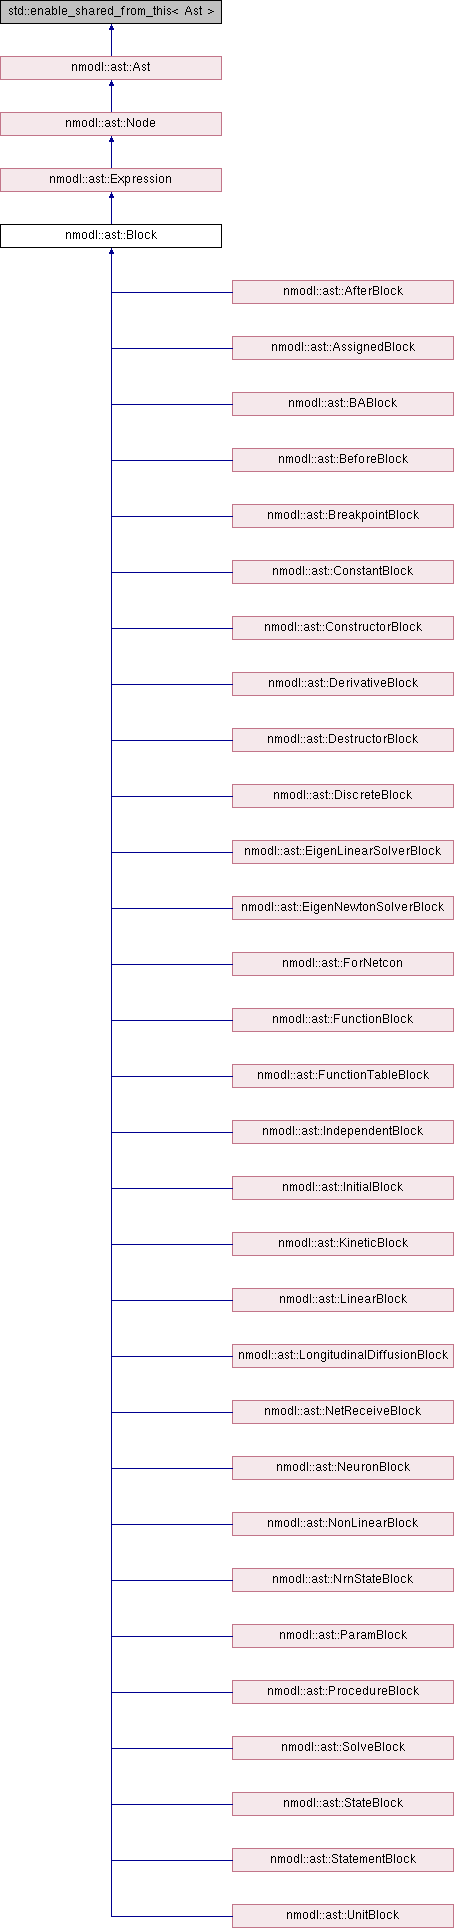 std::enable_shared_from_this< Ast >
nmodl::ast::Ast
nmodl::ast::Node
nmodl::ast::Expression
nmodl::ast::Block
nmodl::ast::AfterBlock
nmodl::ast::AssignedBlock
nmodl::ast::BABlock
nmodl::ast::BeforeBlock
nmodl::ast::BreakpointBlock
nmodl::ast::ConstantBlock
nmodl::ast::ConstructorBlock
nmodl::ast::DerivativeBlock
nmodl::ast::DestructorBlock
nmodl::ast::DiscreteBlock
nmodl::ast::EigenLinearSolverBlock
nmodl::ast::EigenNewtonSolverBlock
nmodl::ast::ForNetcon
nmodl::ast::FunctionBlock
nmodl::ast::FunctionTableBlock
nmodl::ast::IndependentBlock
nmodl::ast::InitialBlock
nmodl::ast::KineticBlock
nmodl::ast::LinearBlock
nmodl::ast::LongitudinalDiffusionBlock
nmodl::ast::NetReceiveBlock
nmodl::ast::NeuronBlock
nmodl::ast::NonLinearBlock
nmodl::ast::NrnStateBlock
nmodl::ast::ParamBlock
nmodl::ast::ProcedureBlock
nmodl::ast::SolveBlock
nmodl::ast::StateBlock
nmodl::ast::StatementBlock
nmodl::ast::UnitBlock